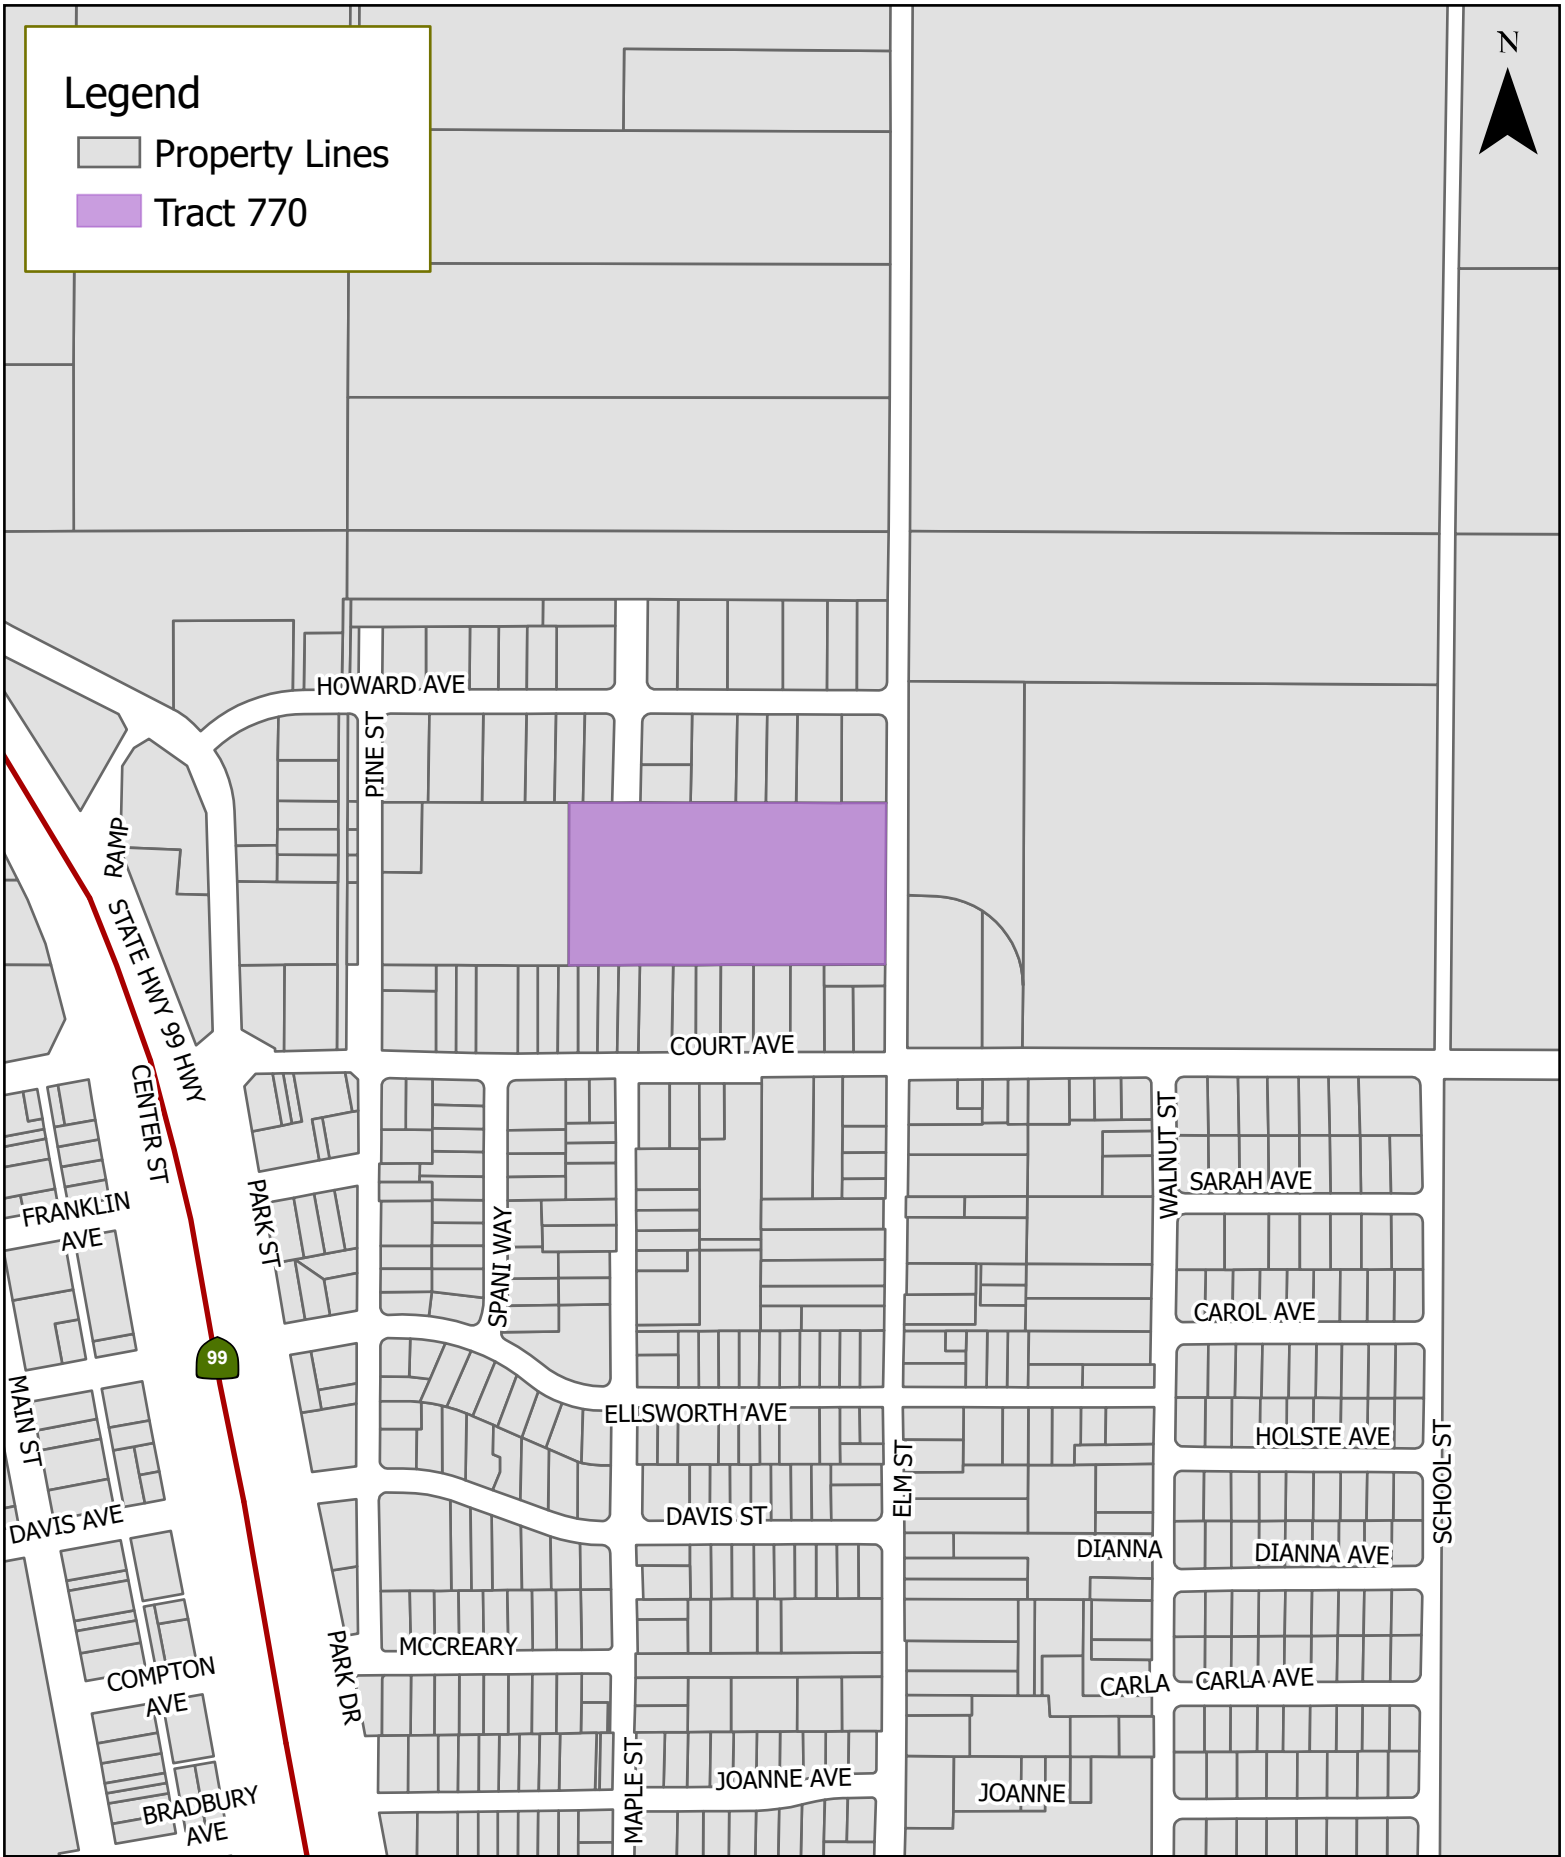 N
Legend
Property Lines
Tract 770
HOWARD AVE
PINE ST
RAMP
STATE HWY 99 HWY
COURT AVE
CENTER ST
WALNUT ST
SARAH AVE
FRANKLIN
AVE
PARK ST
SPANI WAY
CAROL AVE
99
MAIN ST
ELLSWORTH AVE
HOLSTE AVE
ELM ST
SCHOOL ST
DAVIS AVE
DAVIS ST
DIANNA
DIANNA AVE
MCCREARY
COMPTON
AVE
PARK DR
CARLA
CARLA AVE
MAPLE ST
JOANNE AVE
JOANNE
BRADBURY
AVE